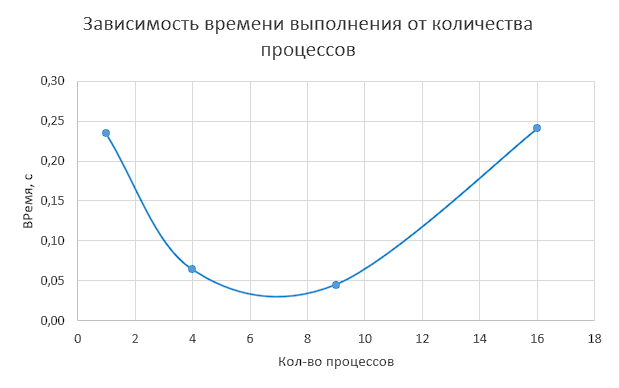 Зависимость времени выполнения от количества
процессов
0,30
0,25
0,20
0,15
0,10
0,05
0,00
ВРемя, с
0 2 4 6 8 10 12 14 16 18
Кол-во процессов